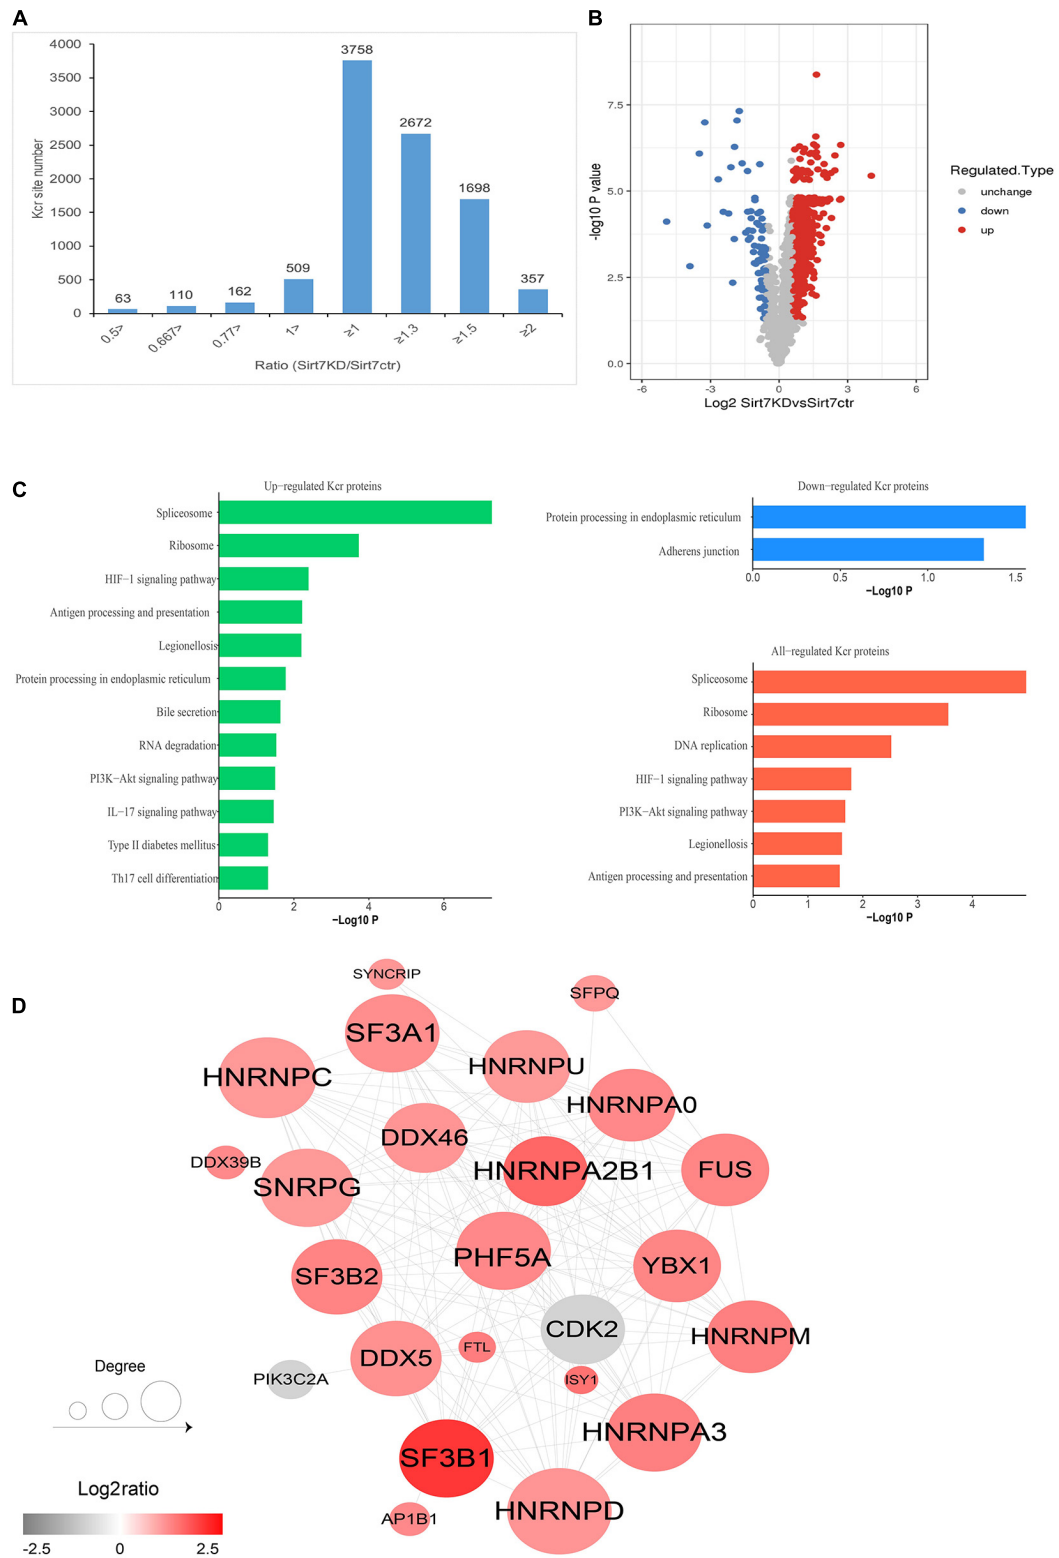 A
4000
3500
3000
2500
2000
1500
1000
500
0
Kcr site number
63
110
162
509
3758
2672
1698
357
0.5>
0.667>
0.77>
1>
≥1
≥1.3
≥1.5
≥2
Ratio (Sirt7KD/Sirt7ctr)
B
7.5
5.0
2.5
0.0
-log10 P value
-6
-3
0
3
6
Log2 Sirt7KDvsSirt7ctr
Regulated.Type
unchange
down
up
C
Up−regulated Kcr proteins
Spliceosome
Ribosome
HIF−1 signaling pathway
Antigen processing and presentation
Legionellosis
Protein processing in endoplasmic reticulum
Bile secretion
RNA degradation
PI3K−Akt signaling pathway
IL−17 signaling pathway
Type II diabetes mellitus
Th17 cell differentiation
0
2
4
6
−Log10 P
Down−regulated Kcr proteins
Protein processing in endoplasmic reticulum
Adherens junction
0.0
0.5
1.0
1.5
−Log10 P
All−regulated Kcr proteins
Spliceosome
Ribosome
DNA replication
HIF−1 signaling pathway
PI3K−Akt signaling pathway
Legionellosis
Antigen processing and presentation
0
1
2
3
4
−Log10 P
D
SYNCRIP
SFPQ
SF3A1
HNRNPU
HNRNPC
HNRNPA0
DDX46
DDX39B
HNRNPA2B1
FUS
SNRPG
PHF5A
YBX1
SF3B2
CDK2
HNRNPM
FTL
DDX5
PIK3C2A
ISY1
HNRNPA3
SF3B1
HNRNPD
AP1B1
Degree
Log2ratio
-2.5
0
2.5